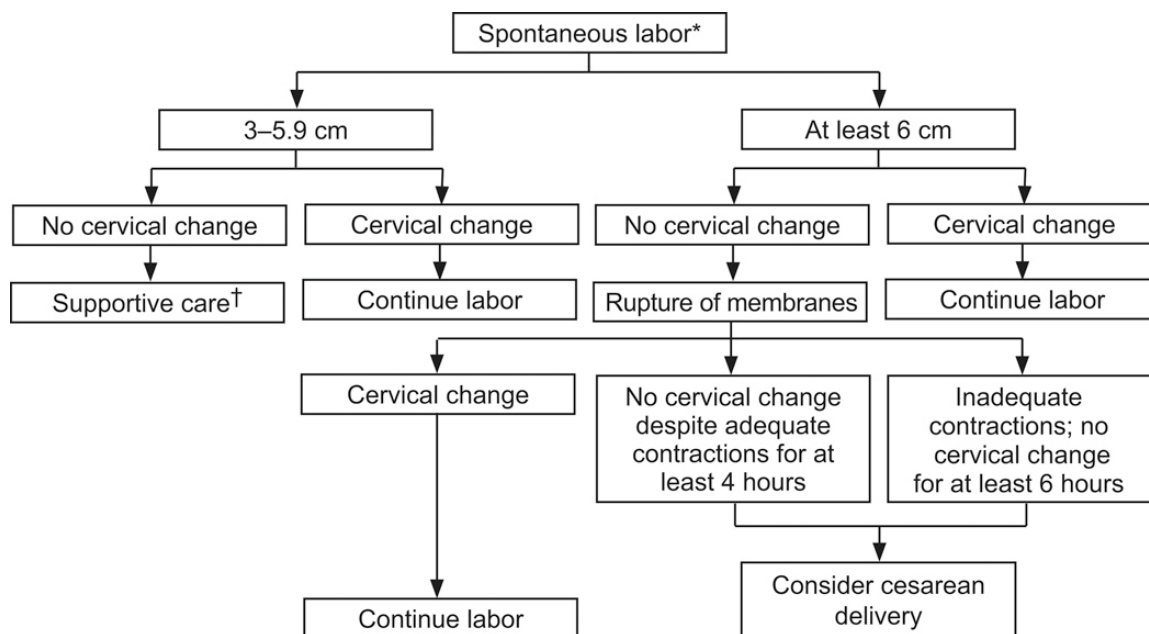 Spontaneous labor*
3–5.9 cm
At least 6 cm
No cervical change
Cervical change
No cervical change
Cervical change
Supportive care†
Continue labor
Rupture of membranes
Continue labor
Cervical change
No cervical change
despite adequate
contractions for at
least 4 hours
Inadequate
contractions; no
cervical change
for at least 6 hours
Consider cesarean
delivery
Continue labor